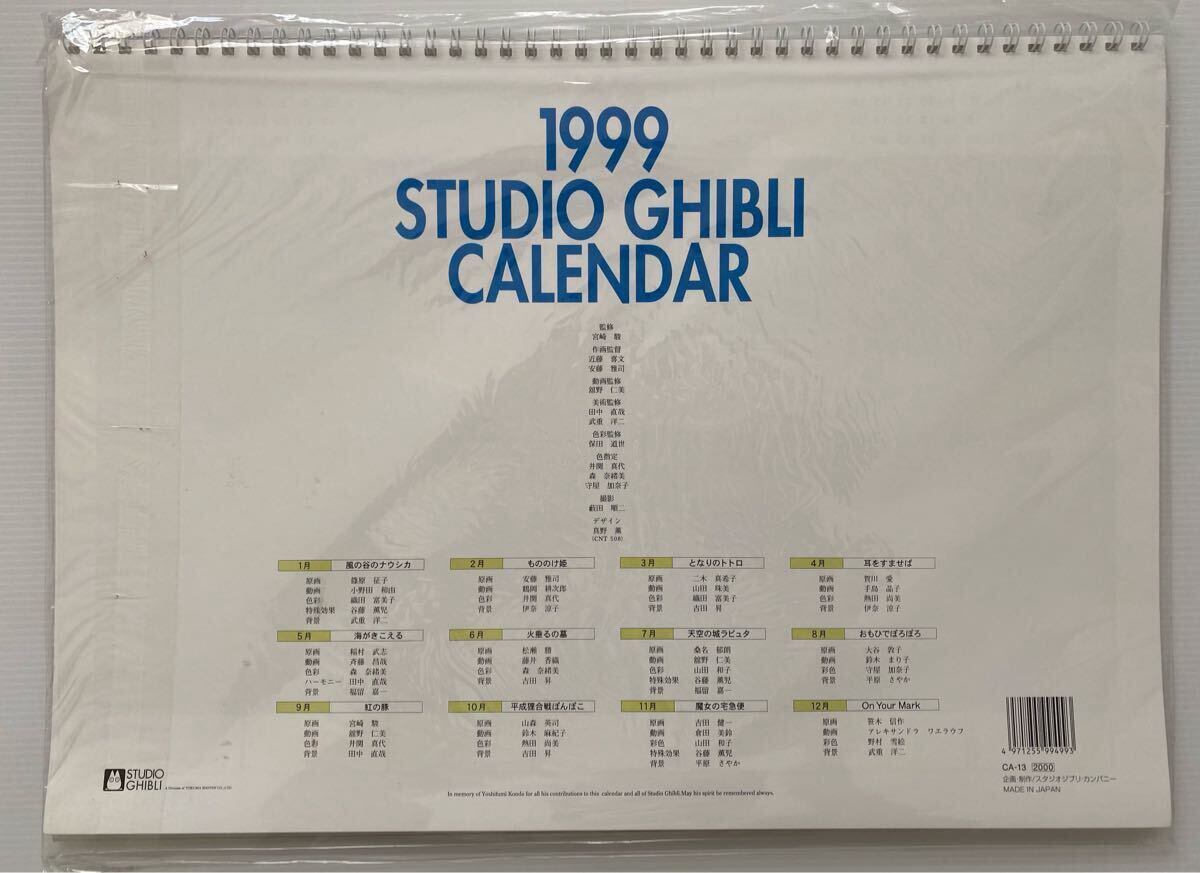 1999
STUDIO GHIBLI
CALENDAR
監修
宮崎 駿
作画監督
近藤 喜文
安藤 雅司
動画監修
舘野 仁美
美術監修
田中 直哉
武重 洋二
色彩監修
保田 道世
色指定
井関 真代
森 奈緒美
守屋 加奈子
撮影
薮田 順二
デザイン
真野 薫
(CNT 508)
1月 風の谷のナウシカ
原画 篠原 征子
動画 小野田 和由
色彩 織田 富美子
特殊効果 谷藤 薫児
背景 武重 洋二
2月 もののけ姫
原画 安藤 雅司
動画 鶴岡 耕次郎
色彩 井関 真代
背景 伊奈 涼子
3月 となりのトトロ
原画 二木 真希子
動画 山田 珠美
色彩 織田 富美子
背景 吉田 昇
4月 耳をすませば
原画 賀川 愛
動画 手島 晶子
色彩 熱田 尚美
背景 伊奈 涼子
5月 海がきこえる
原画 稲村 武志
動画 斉藤 昌哉
色彩 森 奈緒美
ハーモニー 田中 直哉
背景 福留 嘉一
6月 火垂るの墓
原画 松瀬 勝
動画 藤井 香織
色彩 森 奈緒美
背景 吉田 昇
7月 天空の城ラピュタ
原画 桑名 郁朗
動画 舘野 仁美
色彩 山田 和子
特殊効果 谷藤 薫児
背景 福留 嘉一
8月 おもひでぽろぽろ
原画 大谷 敦子
動画 鈴木 まり子
彩色 守屋 加奈子
背景 平原 さやか
9月 紅の豚
原画 宮崎 駿
動画 舘野 仁美
色彩 井関 真代
背景 田中 直哉
10月 平成狸合戦ぽんぽこ
原画 山森 英司
動画 鈴木 麻紀子
彩色 熱田 尚美
背景 吉田 昇
11月 魔女の宅急便
原画 吉田 健一
動画 倉田 美鈴
彩色 山田 和子
特殊効果 谷藤 薫児
背景 平原 さやか
12月 On Your Mark
原画 笹木 信作
動画 アレキサンドラ ワエラウフ
彩色 野村 雪絵
背景 武重 洋二
4 971255 994993
CA-13 2000
企画・制作/スタジオジブリ・カンパニー
MADE IN JAPAN
STUDIO
GHIBLI
A Division of TOKUMA SHOTEN CO.,LTD.
In memory of Yoshifumi Kondo for all his contributions to this calendar and all of Studio Ghibli.May his spirit be remembered always.